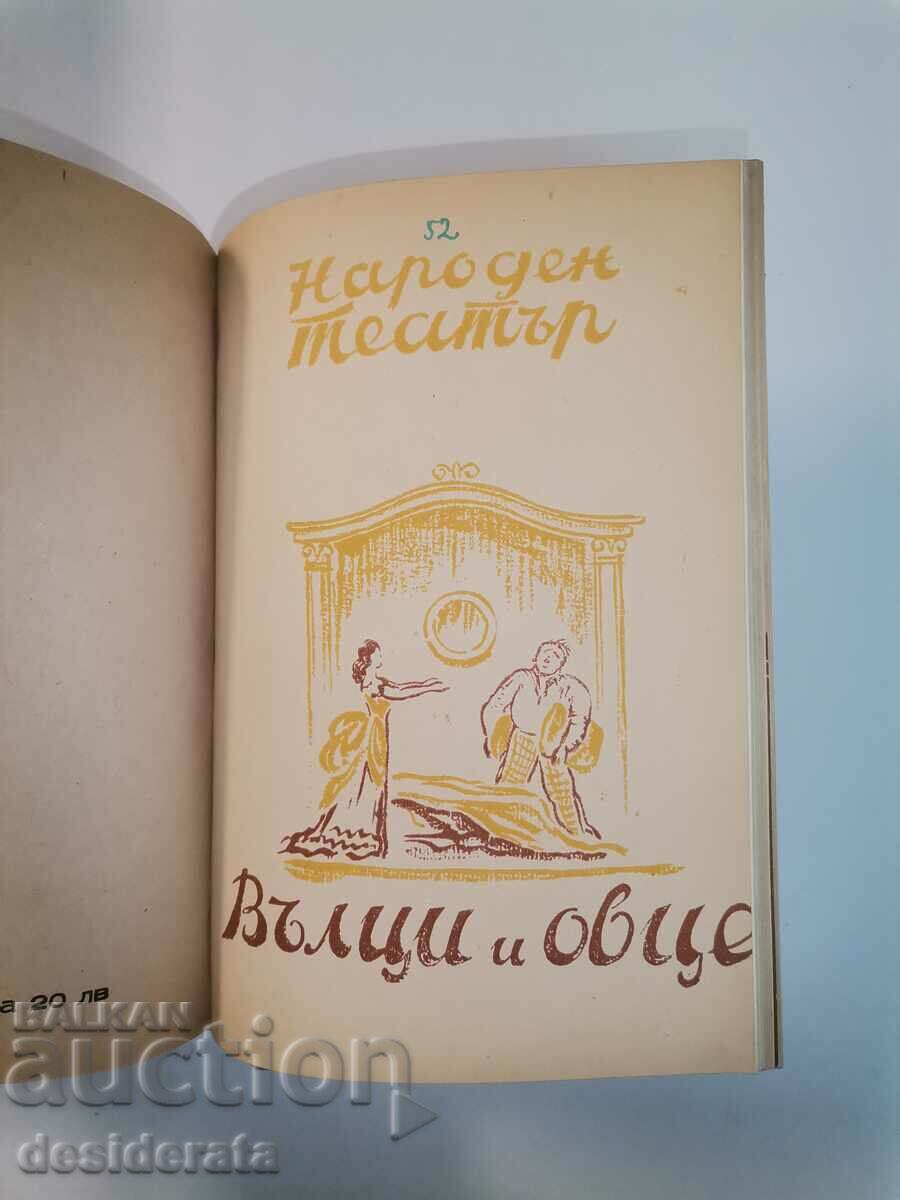 52
Народен
театър
Вълци и овце
а 20 лв
BALKAN
auction
desiderata